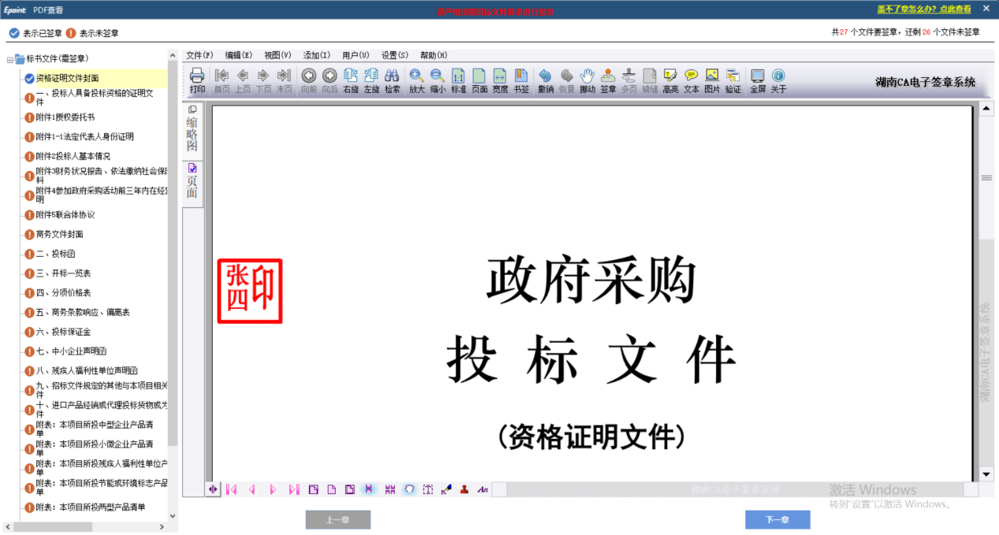 Epoint PDF查看
请严格按照招标文件要求进行签章
盖不了章怎么办？点此查看
表示已签章 表示未签章
共27 个文件要签章，还剩 26 个文件未签章
标书文件(需签章)
资格证明文件封面
一、投标人具备投标资格的证明文
件
附件1授权委托书
附件1-1法定代表人身份证明
附件2投标人基本情况
附件3财务状况报告、依法缴纳社会保
料
附件4参加政府采购活动前三年内在经
明
附件5联合体协议
商务文件封面
二、投标函
三、开标一览表
四、分项价格表
五、商务条款响应、偏离表
六、投标保证金
七、中小企业声明函
八、残疾人福利性单位声明函
九、招标文件规定的其他与本项目相关
件
十、进口产品经销或代理投标货物或为
件
附表: 本项目所投中型企业产品清
单
附表: 本项目所投小微企业产品清
单
附表: 本项目所投残疾人福利性单位产
单
附表: 本项目所投节能或环境标志产品
单
附表: 本项目所投两型产品清单
文件(F) 编辑(E) 视图(V) 添加(I) 用户(U) 设置(S) 帮助(H)
打印 首页 上页 下页 末页 向前 向后 右旋 左旋 检索 放大 缩小 标准 页面 宽度 书签 撤销 恢复 挪动 签章 多页 编辑 高亮 文本 图片 验证 全屏 关于
湖南CA电子签章系统
缩略图
页面
张四印
政府采购
投标文件
(资格证明文件)
湖南CA电子签章系统
湖南CA电子签章系统
激活 Windows
转到"设置"以激活 Windows。
上一章
下一章